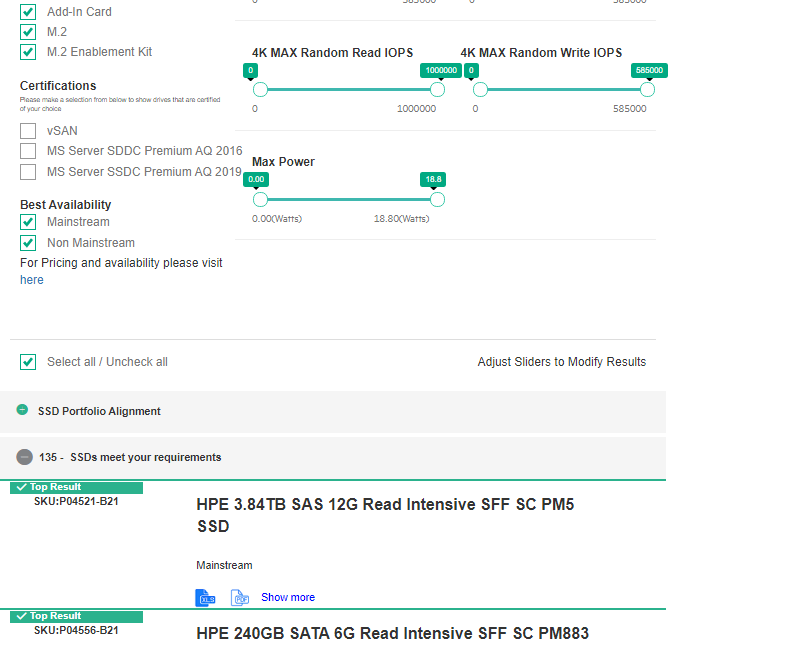 0
585000
0
585000
Add-In Card
M.2
M.2 Enablement Kit
Certifications
Please make a selection from below to show drives that are certified
of your choice
vSAN
MS Server SDDC Premium AQ 2016
MS Server SSDC Premium AQ 2019
Best Availability
Mainstream
Non Mainstream
For Pricing and availability please visit
here
4K MAX Random Read IOPS
0
1000000
0
1000000
4K MAX Random Write IOPS
0
585000
0
585000
Max Power
0.00
18.8
0.00(Watts)
18.80(Watts)
Select all / Uncheck all
Adjust Sliders to Modify Results
SSD Portfolio Alignment
135 - SSDs meet your requirements
Top Result
SKU:P04521-B21
HPE 3.84TB SAS 12G Read Intensive SFF SC PM5
SSD
Mainstream
XLS
PDF
Show more
Top Result
SKU:P04556-B21
HPE 240GB SATA 6G Read Intensive SFF SC PM883